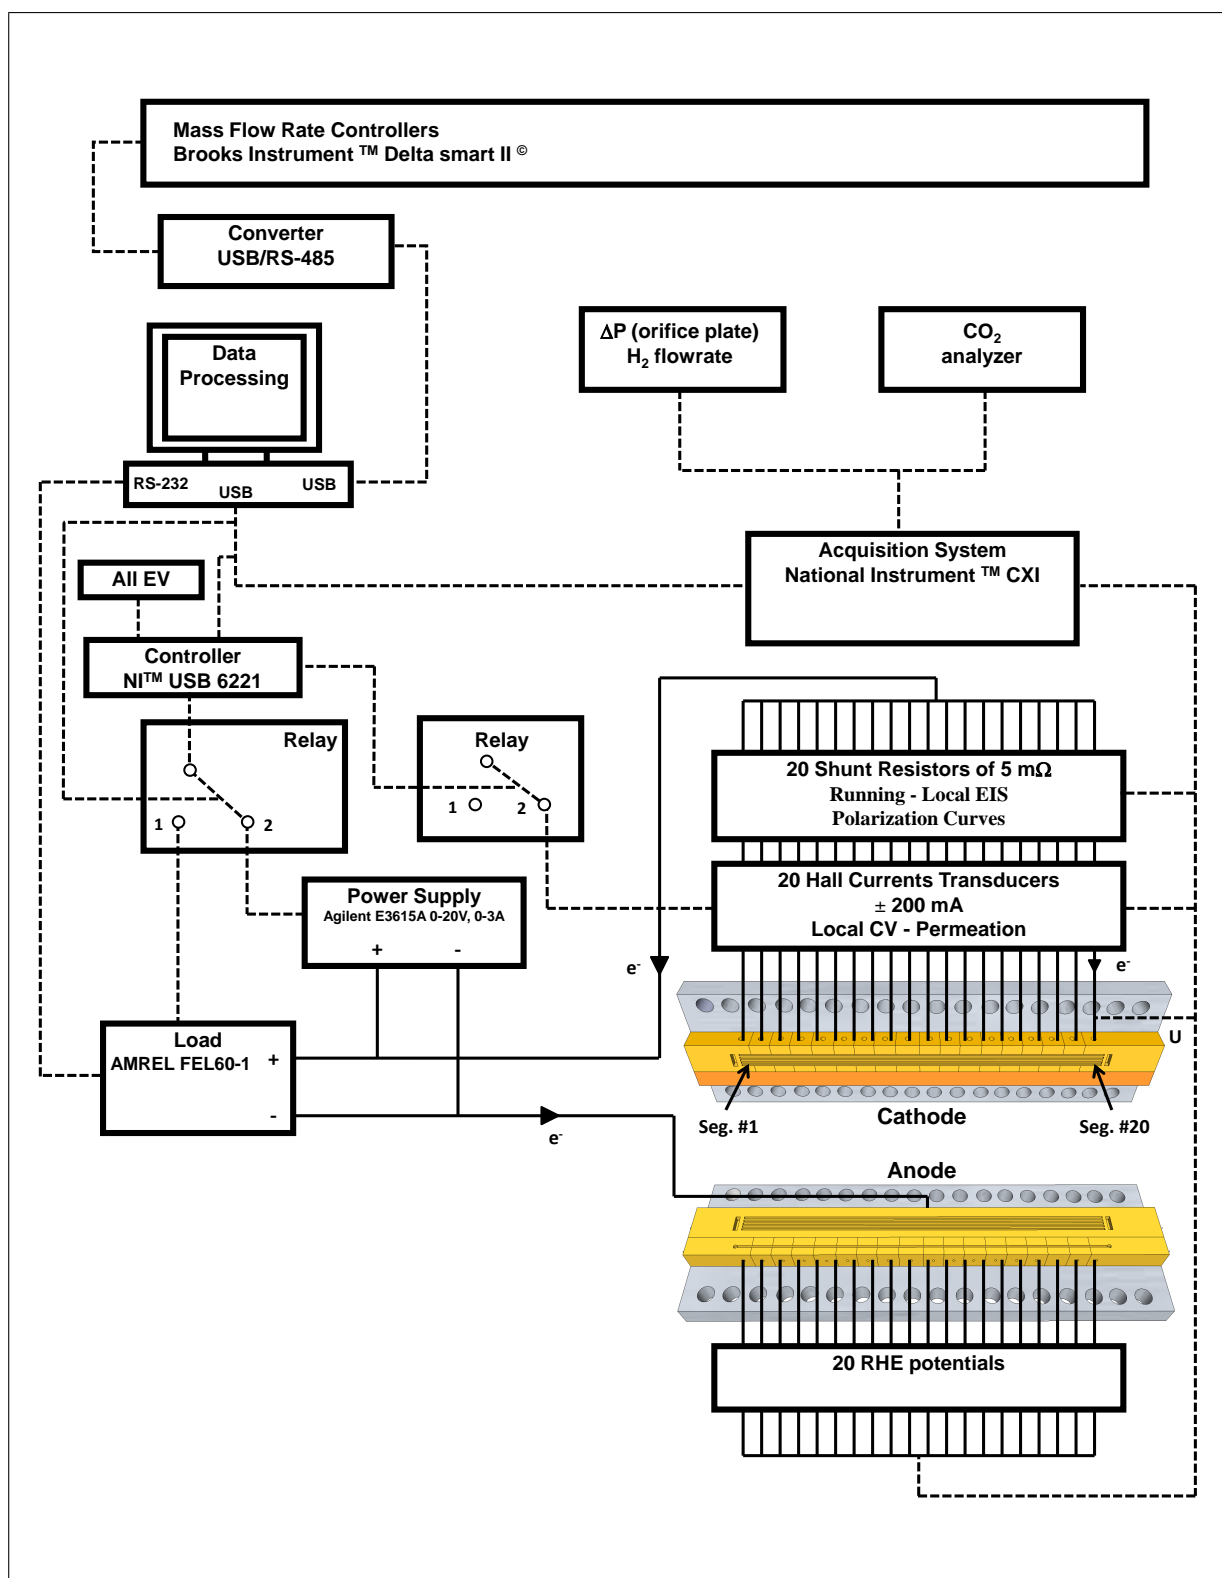 Mass Flow Rate Controllers
Brooks Instrument ™ Delta smart II ©
Converter
USB/RS-485
Data
Processing
RS-232
USB
USB
ΔP (orifice plate)
H₂ flowrate
CO₂
analyzer
Acquisition System
National Instrument ™ CXI
All EV
Controller
NI™ USB 6221
Relay
1
2
Relay
1
2
20 Shunt Resistors of 5 mΩ
Running - Local EIS
Polarization Curves
20 Hall Currents Transducers
± 200 mA
Local CV - Permeation
Power Supply
Agilent E3615A 0-20V, 0-3A
+ -
e⁻
e⁻
U
Load
AMREL FEL60-1
+
-
e⁻
Seg. #1
Cathode
Seg. #20
Anode
20 RHE potentials